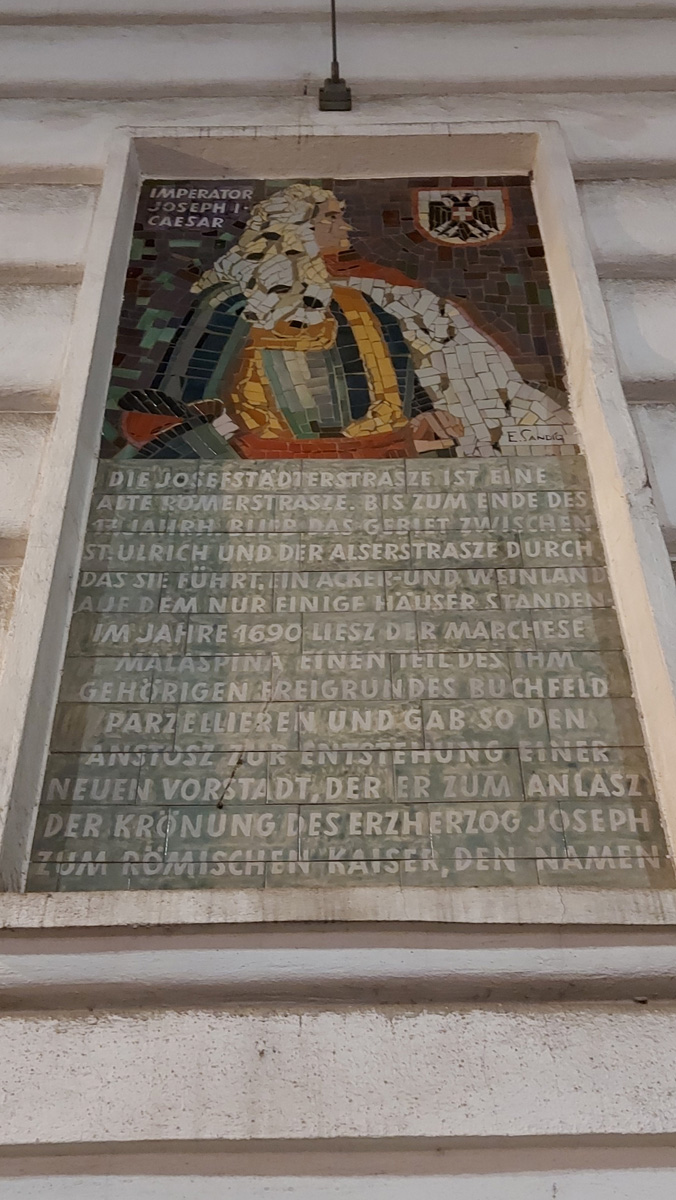 IMPERATOR
JOSEPH I·
CAESAR
E. SANDIG
DIE JOSEFSTÄDTERSTRASZE IST EINE
ALTE RÖMERSTRASZE. BIS ZUM ENDE DES
17. JAHRH. BLIEB DAS GEBIET ZWISCHEN
ST. ULRICH UND DER ALSERSTRASZE DURCH
DAS SIE FÜHRT, EIN ACKER-UND WEINLAND
AUF DEM NUR EINIGE HÄUSER STANDEN.
IM JAHRE 1690 LIESZ DER MARCHESE
MALASPINA EINEN TEIL DES IHM
GEHÖRIGEN FREIGRUNDES BUCHFELD
PARZELLIEREN UND GAB SO DEN
ANSTOSZ ZUR ENTSTEHUNG EINER
NEUEN VORSTADT, DER ER ZUM ANLASZ
DER KRÖNUNG DES ERZHERZOG JOSEPH
ZUM RÖMISCHEN KAISER, DEN NAMEN